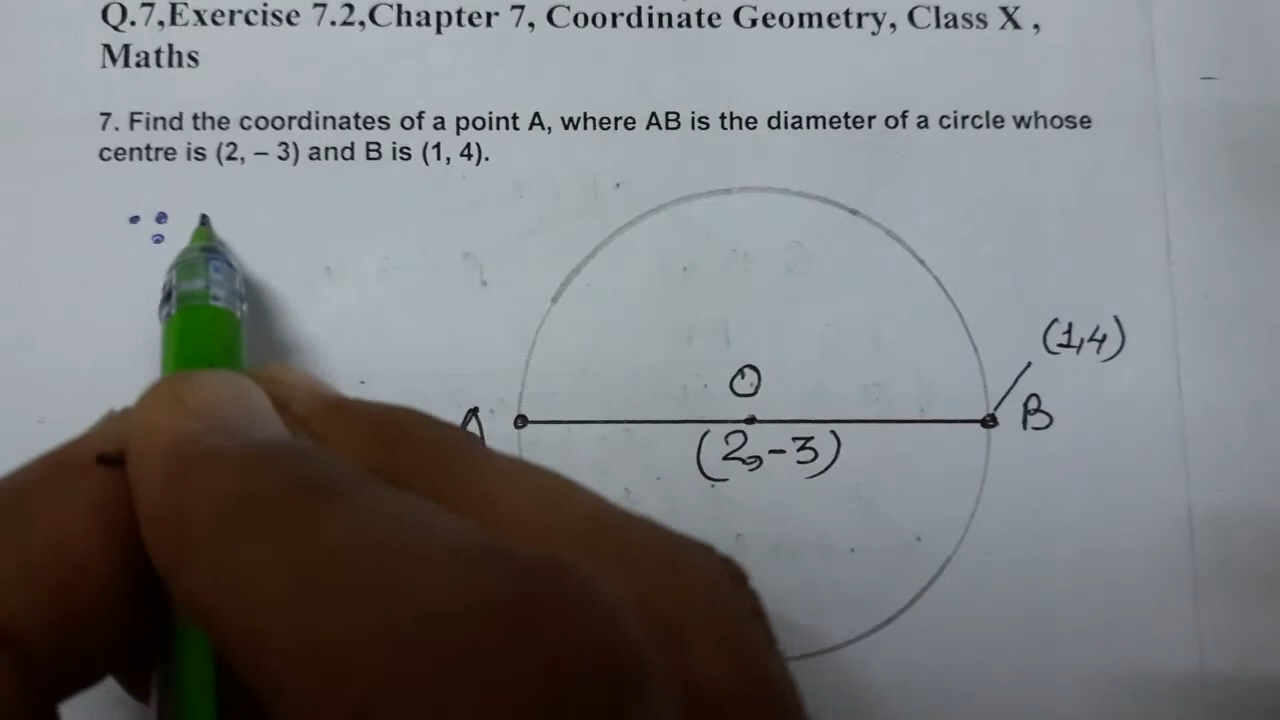 Q.7,Exercise 7.2,Chapter 7, Coordinate Geometry, Class X ,
Maths
7. Find the coordinates of a point A, where AB is the diameter of a circle whose
centre is (2, – 3) and B is (1, 4).
(1,4)
O
A
B
(2,-3)